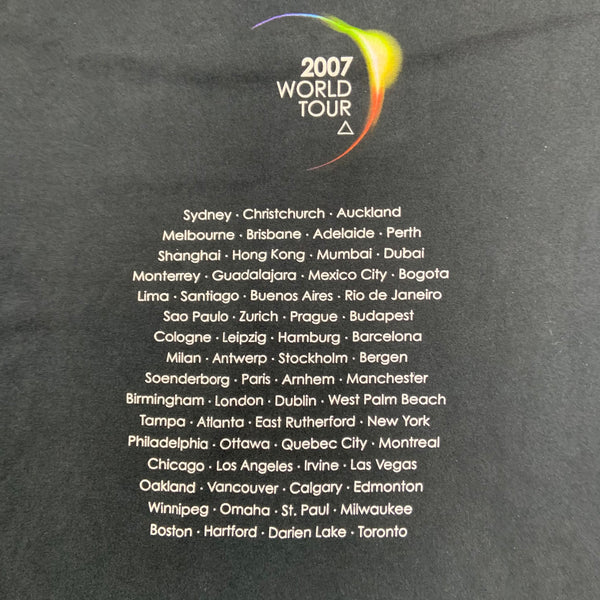 2007
WORLD
TOUR
Sydney · Christchurch · Auckland
Melbourne · Brisbane · Adelaide · Perth
Shanghai · Hong Kong · Mumbai · Dubai
Monterrey · Guadalajara · Mexico City · Bogota
Lima · Santiago · Buenos Aires · Rio de Janeiro
Sao Paulo · Zurich · Prague · Budapest
Cologne · Leipzig · Hamburg · Barcelona
Milan · Antwerp · Stockholm · Bergen
Soenderborg · Paris · Arnhem · Manchester
Birmingham · London · Dublin · West Palm Beach
Tampa · Atlanta · East Rutherford · New York
Philadelphia · Ottawa · Quebec City · Montreal
Chicago · Los Angeles · Irvine · Las Vegas
Oakland · Vancouver · Calgary · Edmonton
Winnipeg · Omaha · St. Paul · Milwaukee
Boston · Hartford · Darien Lake · Toronto